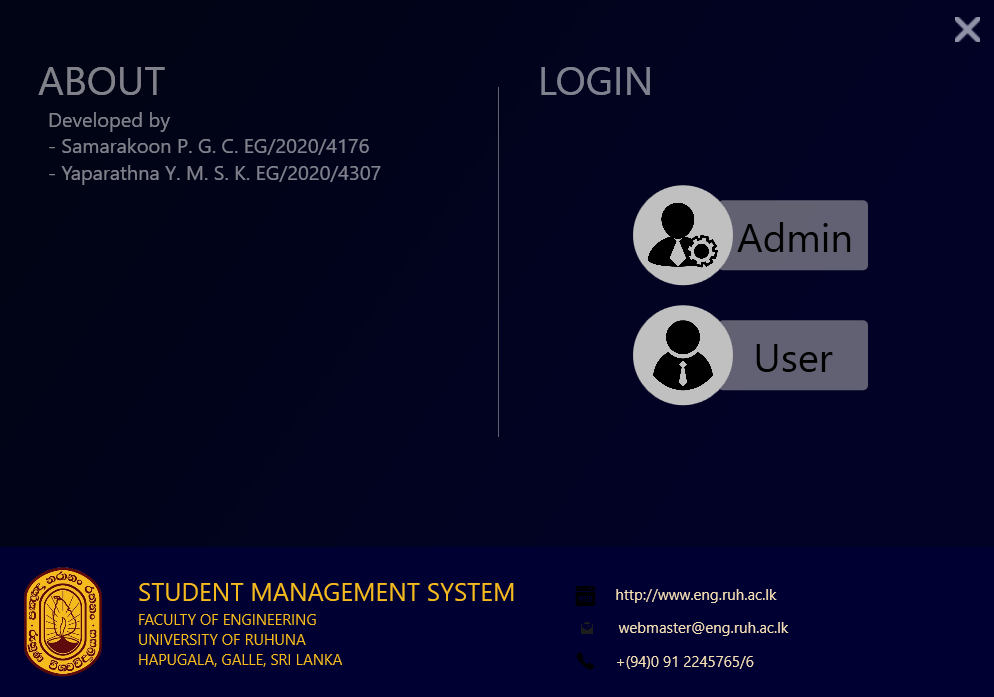 ABOUT
Developed by
- Samarakoon P. G. C. EG/2020/4176
- Yaparathna Y. M. S. K. EG/2020/4307
LOGIN
Admin
User
STUDENT MANAGEMENT SYSTEM
FACULTY OF ENGINEERING
UNIVERSITY OF RUHUNA
HAPUGALA, GALLE, SRI LANKA
http://www.eng.ruh.ac.lk
webmaster@eng.ruh.ac.lk
+(94)0 91 2245765/6